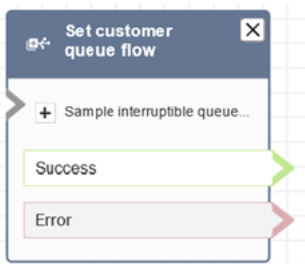 Set customer
queue flow
Sample interruptible queue...
Success
Error